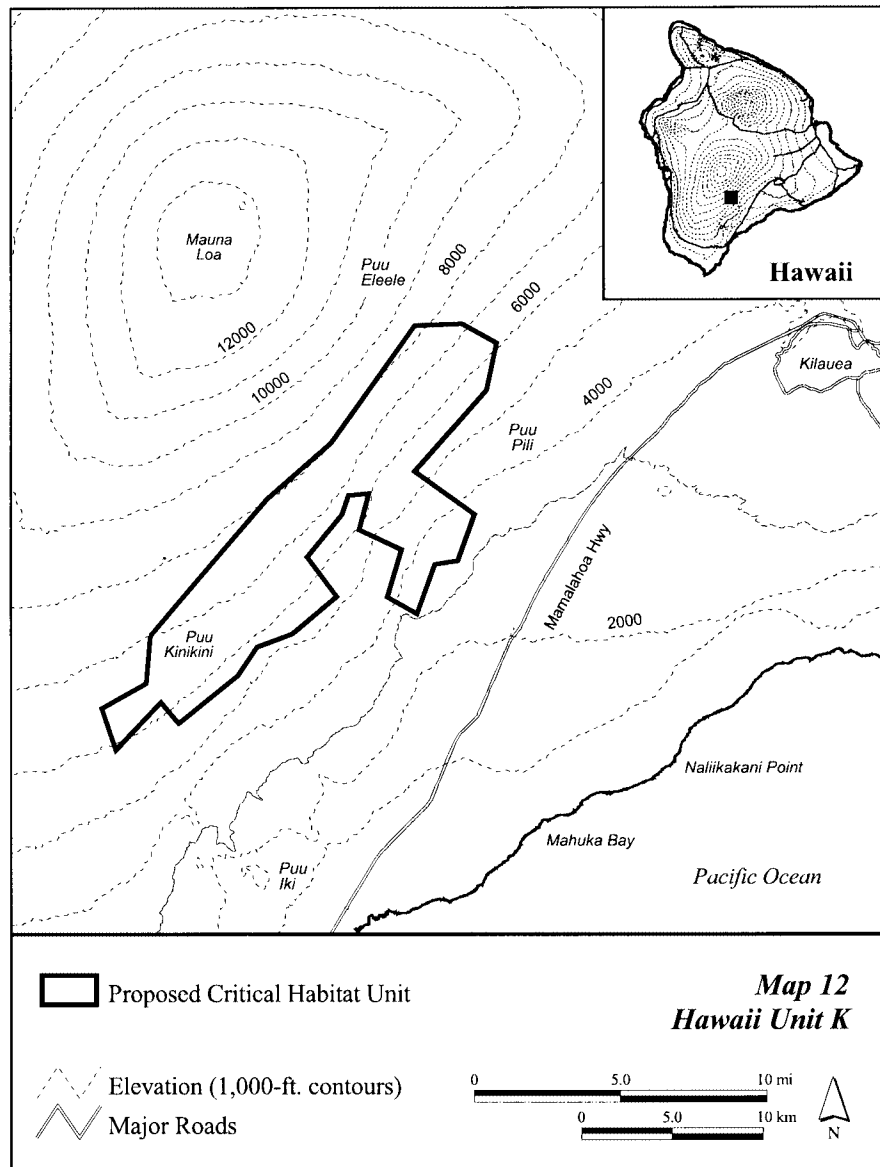 Hawaii
Mauna
Loa
Puu
Eleele
8000
6000
12000
10000
4000
Kilauea
Puu
Pili
Mamalahoa Hwy
2000
Puu
Kinikini
Naliikakani Point
Mahuka Bay
Puu
Iki
Pacific Ocean
Proposed Critical Habitat Unit
Map 12
Hawaii Unit K
Elevation (1,000-ft. contours)
Major Roads
0 5.0 10 mi
0 5.0 10 km
N